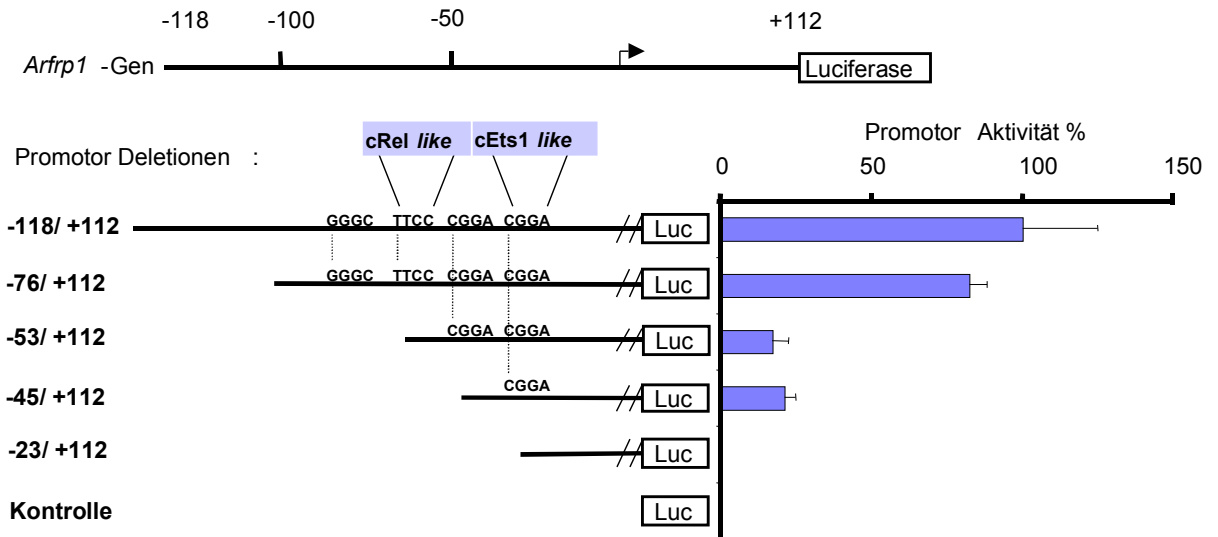 -118 -100 -50 +112
Arfrp1 -Gen Luciferase
cRel like cEts1 like Promotor Aktivität %
Promotor Deletionen : 0 50 100 150
-118/ +112 GGGC TTCC CGGA CGGA Luc
-76/ +112 GGGC TTCC CGGA CGGA Luc
-53/ +112 CGGA CGGA Luc
-45/ +112 CGGA Luc
-23/ +112 Luc
Kontrolle Luc